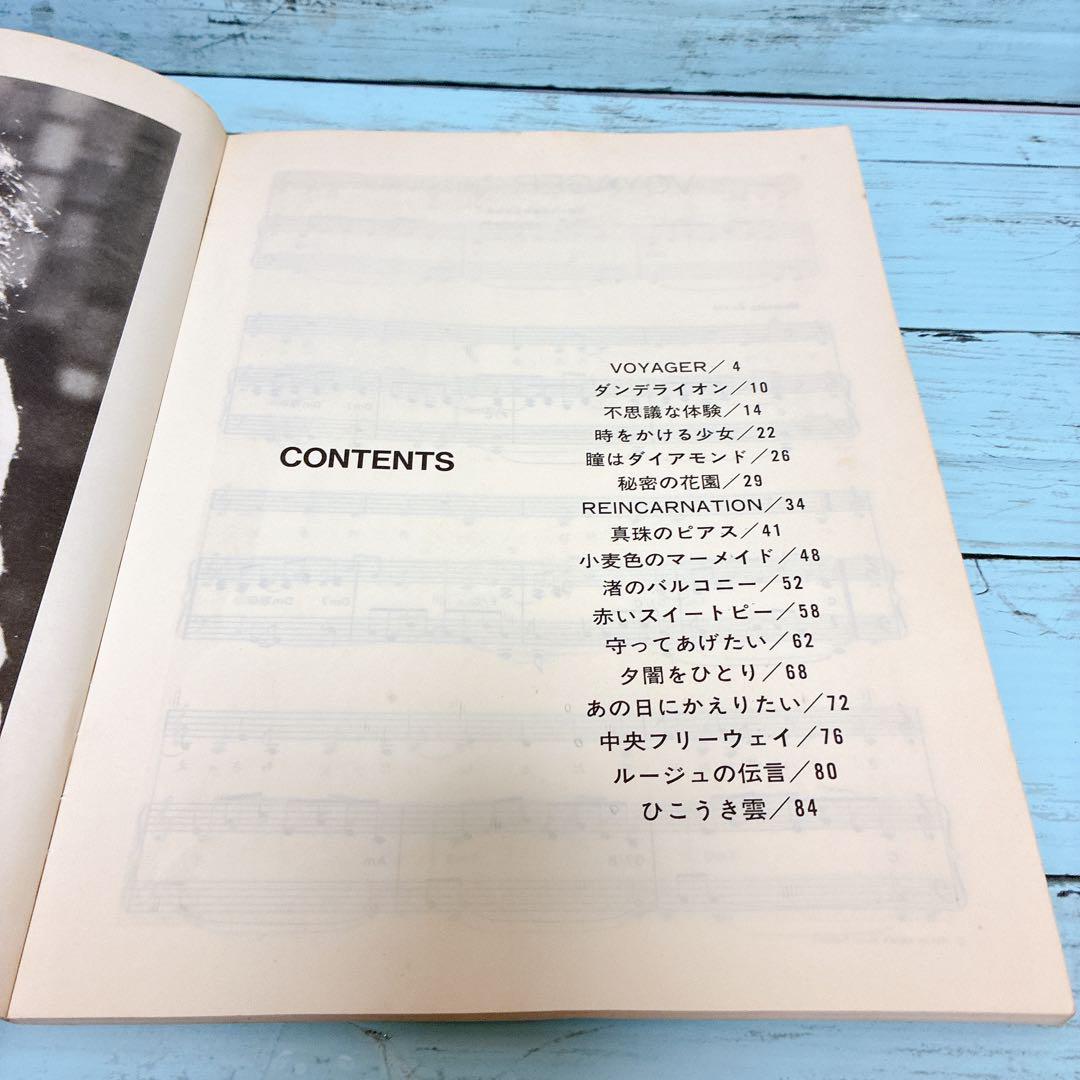 CONTENTS
VOYAGER／4
ダンデライオン／10
不思議な体験／14
時をかける少女／22
瞳はダイアモンド／26
秘密の花園／29
REINCARNATION／34
真珠のピアス／41
小麦色のマーメイド／48
渚のバルコニー／52
赤いスイートピー／58
守ってあげたい／62
夕闇をひとり／68
あの日にかえりたい／72
中央フリーウェイ／76
ルージュの伝言／80
ひこうき雲／84